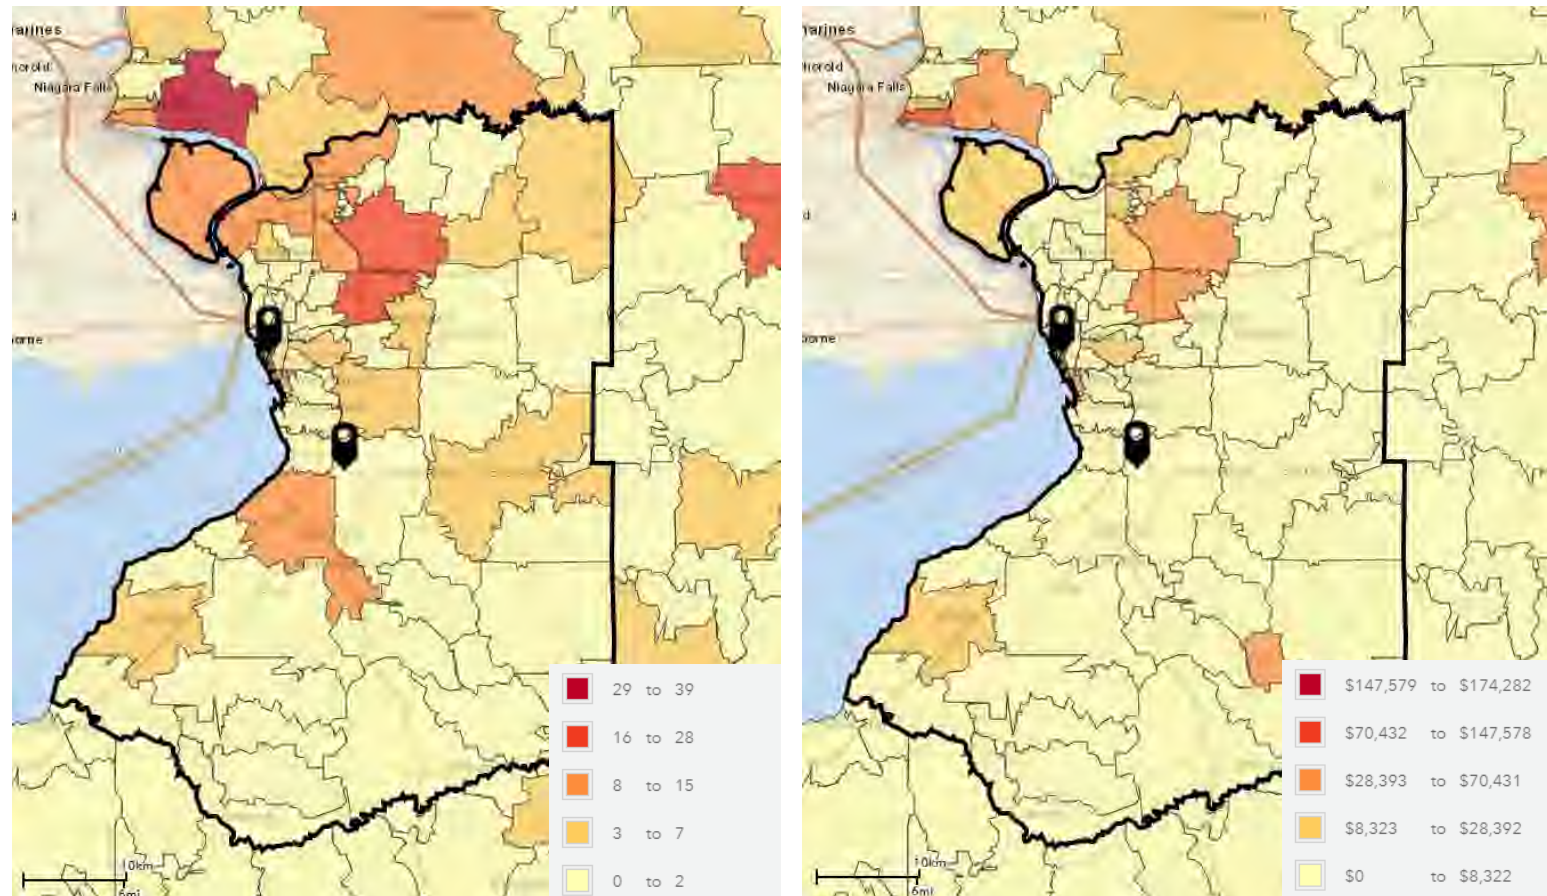 arines
horold
Niagara Falls
orne
29 to 39
16 to 28
8 to 15
3 to 7
0 to 2
10km
6mi
arines
horold
Niagara Falls
orne
$147,579 to $174,282
$70,432 to $147,578
$28,393 to $70,431
$8,323 to $28,392
$0 to $8,322
10km
6mi